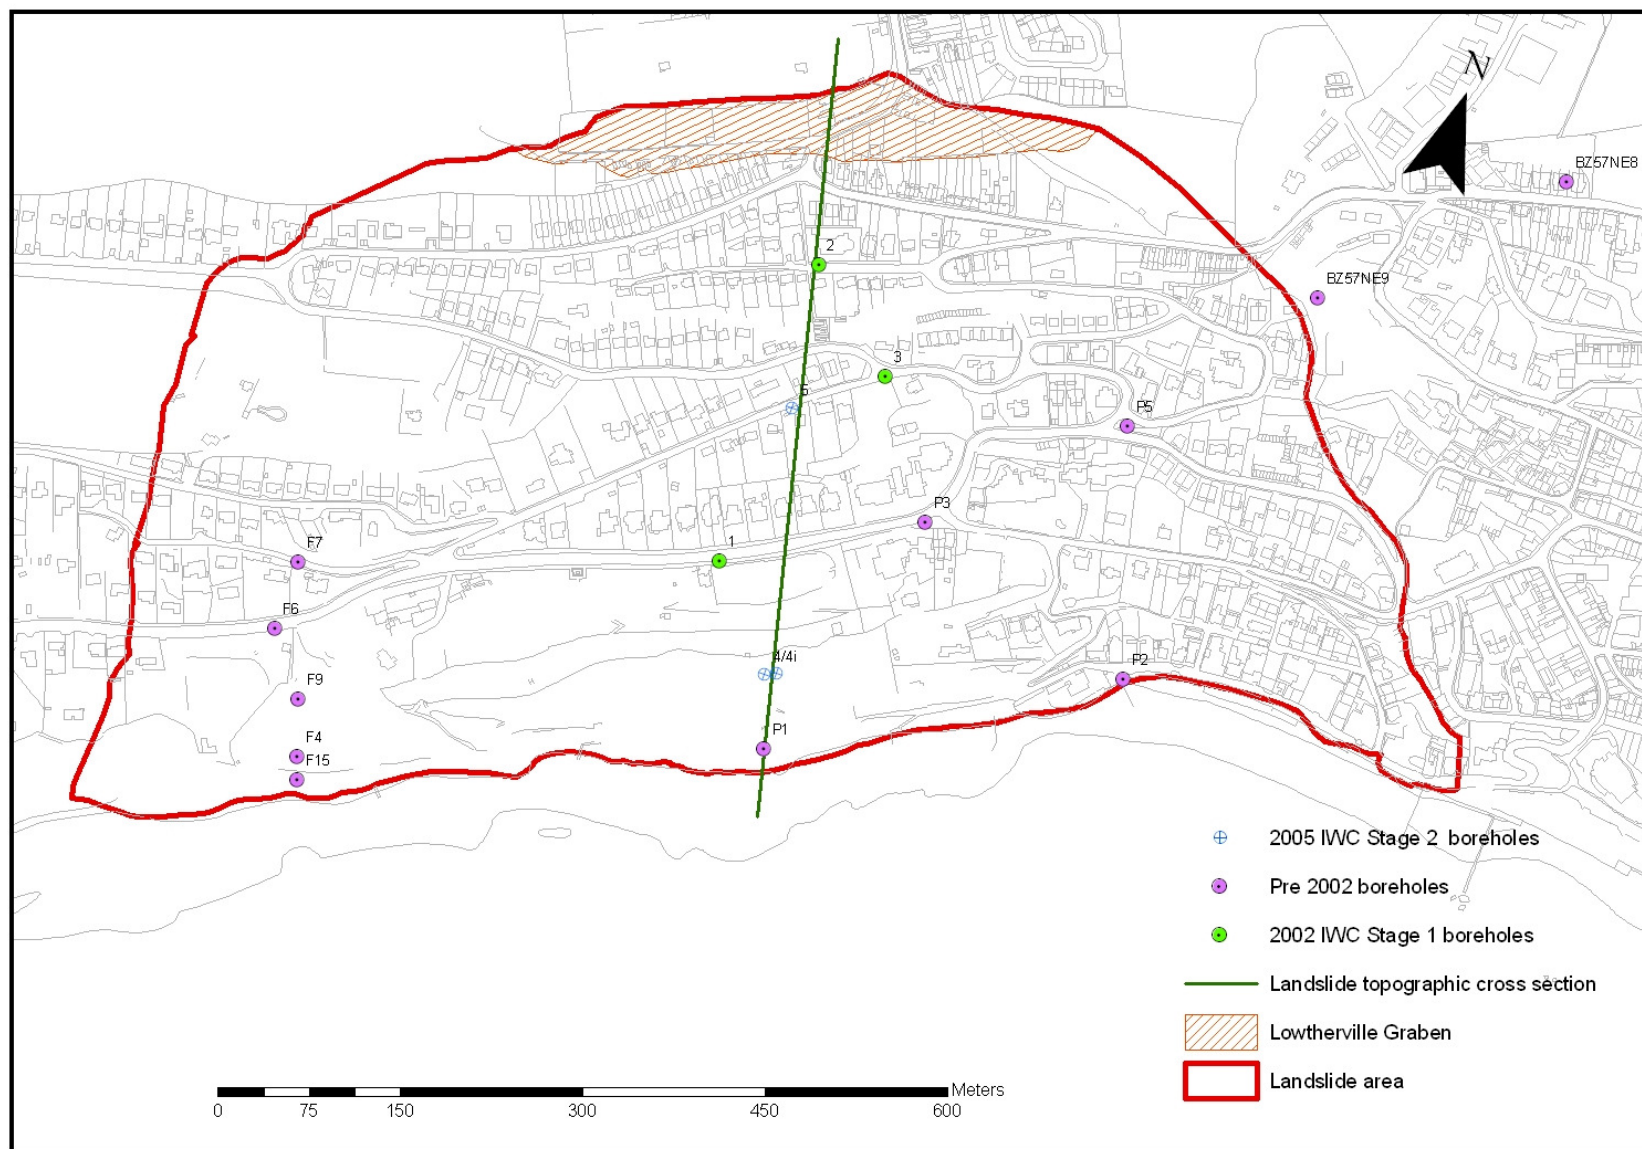 N
BZ57NE8
2
BZ57NE9
3
5
P5
P3
1
F7
F6
4/4i
P2
F9
P1
F4
F15
2005 IWC Stage 2 boreholes
Pre 2002 boreholes
2002 IWC Stage 1 boreholes
Landslide topographic cross section
Lowtherville Graben
Landslide area
Meters
0 75 150 300 450 600